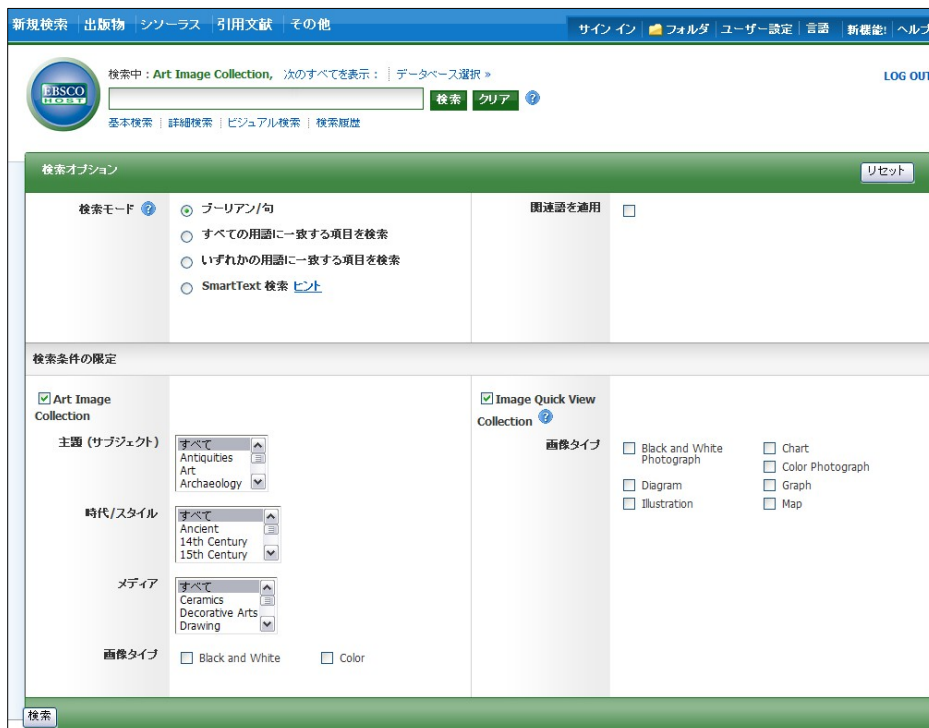 新規検索 出版物 シソーラス 引用文献 その他
サイン イン フォルダ ユーザー設定 言語 新機能! ヘルプ
EBSCO
HOST
検索中 : Art Image Collection, 次のすべてを表示 : データベース選択 »
LOG OUT
検索 クリア ?
基本検索 詳細検索 ビジュアル検索 検索履歴
検索オプション
リセット
検索モード ?
ブーリアン/句
すべての用語に一致する項目を検索
いずれかの用語に一致する項目を検索
SmartText 検索 ヒント
関連語を適用
検索条件の限定
Art Image
Collection
主題 (サブジェクト)
すべて
Antiquities
Art
Archaeology
時代/スタイル
すべて
Ancient
14th Century
15th Century
メディア
すべて
Ceramics
Decorative Arts
Drawing
画像タイプ
Black and White Color
Image Quick View
Collection ?
画像タイプ
Black and White
Photograph
Diagram
Illustration
Chart
Color Photograph
Graph
Map
検索